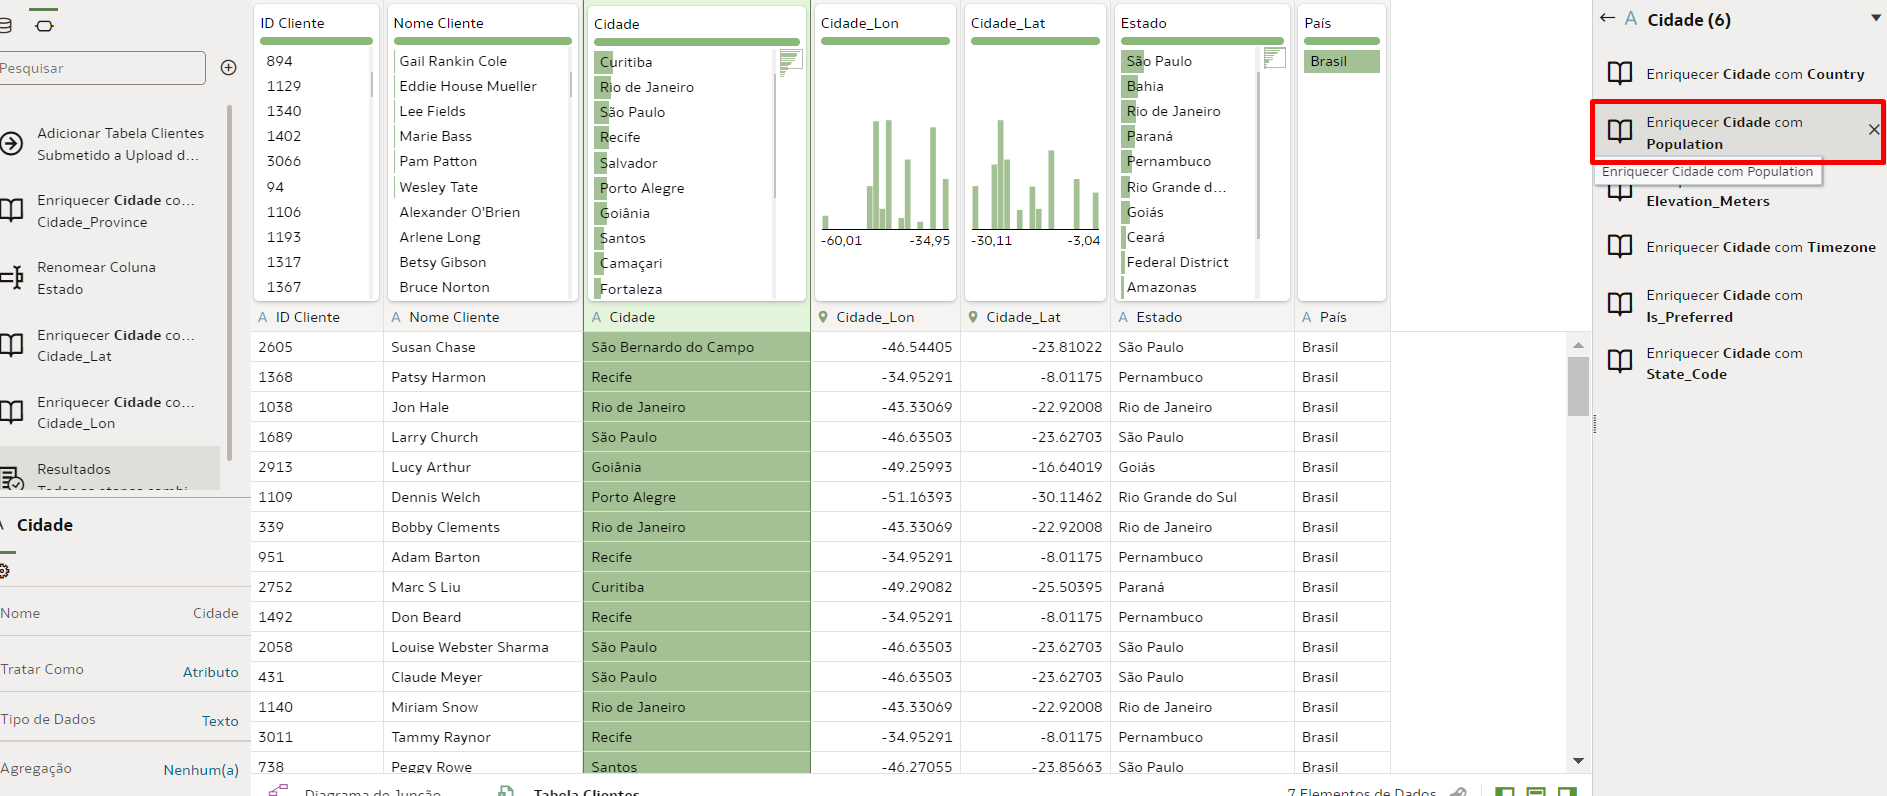 Pesquisar
Adicionar Tabela Clientes
Submetido a Upload d...
Enriquecer Cidade co...
Cidade_Province
Renomear Coluna
Estado
Enriquecer Cidade co...
Cidade_Lat
Enriquecer Cidade co...
Cidade_Lon
Resultados
Cidade
Nome Cidade
Tratar Como Atributo
Tipo de Dados Texto
Agregação Nenhum(a)
ID Cliente
894
1129
1340
1402
3066
94
1106
1193
1317
1367
Nome Cliente
Gail Rankin Cole
Eddie House Mueller
Lee Fields
Marie Bass
Pam Patton
Wesley Tate
Alexander O'Brien
Arlene Long
Betsy Gibson
Bruce Norton
Cidade
Curitiba
Rio de Janeiro
São Paulo
Recife
Salvador
Porto Alegre
Goiânia
Santos
Camaçari
Fortaleza
Cidade_Lon
-60,01 -34,95
Cidade_Lat
-30,11 -3,04
Estado
São Paulo
Bahia
Rio de Janeiro
Paraná
Pernambuco
Rio Grande d...
Goiás
Ceará
Federal District
Amazonas
País
Brasil
A ID Cliente A Nome Cliente A Cidade Cidade_Lon Cidade_Lat A Estado A País
2605 Susan Chase São Bernardo do Campo -46.54405 -23.81022 São Paulo Brasil
1368 Patsy Harmon Recife -34.95291 -8.01175 Pernambuco Brasil
1038 Jon Hale Rio de Janeiro -43.33069 -22.92008 Rio de Janeiro Brasil
1689 Larry Church São Paulo -46.63503 -23.62703 São Paulo Brasil
2913 Lucy Arthur Goiânia -49.25993 -16.64019 Goiás Brasil
1109 Dennis Welch Porto Alegre -51.16393 -30.11462 Rio Grande do Sul Brasil
339 Bobby Clements Rio de Janeiro -43.33069 -22.92008 Rio de Janeiro Brasil
951 Adam Barton Recife -34.95291 -8.01175 Pernambuco Brasil
2752 Marc S Liu Curitiba -49.29082 -25.50395 Paraná Brasil
1492 Don Beard Recife -34.95291 -8.01175 Pernambuco Brasil
2058 Louise Webster Sharma São Paulo -46.63503 -23.62703 São Paulo Brasil
431 Claude Meyer São Paulo -46.63503 -23.62703 São Paulo Brasil
1140 Miriam Snow Rio de Janeiro -43.33069 -22.92008 Rio de Janeiro Brasil
3011 Tammy Raynor Recife -34.95291 -8.01175 Pernambuco Brasil
738 Peggy Rowe Santos -46.27055 -23.85663 São Paulo Brasil
Diagrama de Junção Tabela Clientes 7 Elementos de Dados
A Cidade (6)
Enriquecer Cidade com Country
Enriquecer Cidade com
Population
Enriquecer Cidade com Population
Elevation_Meters
Enriquecer Cidade com Timezone
Enriquecer Cidade com
Is_Preferred
Enriquecer Cidade com
State_Code